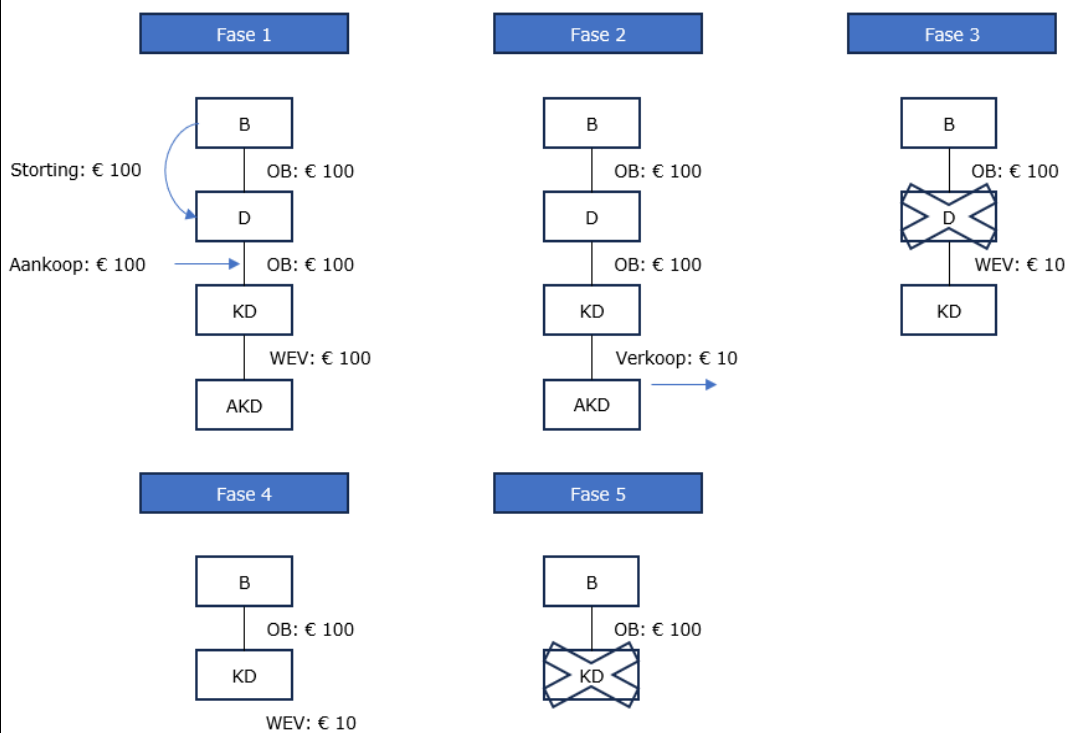 Fase 1
Fase 2
Fase 3
B
Storting: € 100
OB: € 100
D
Aankoop: € 100
OB: € 100
KD
WEV: € 100
AKD
B
OB: € 100
D
OB: € 100
KD
Verkoop: € 10
AKD
B
OB: € 100
D
WEV: € 10
KD
Fase 4
Fase 5
B
OB: € 100
KD
WEV: € 10
B
OB: € 100
KD